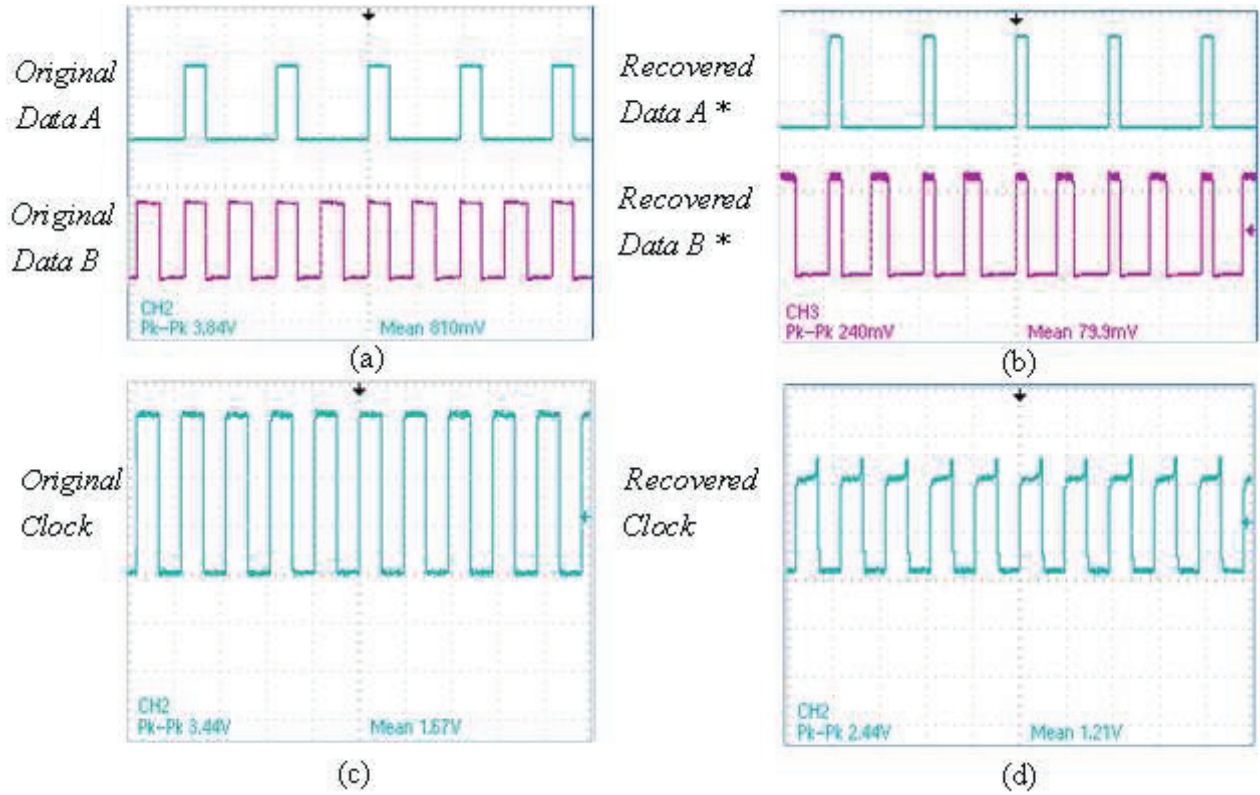 Original
Data A
Original
Data B
CH2
Pk-Pk 3.84V Mean 810mV
(a)
Recovered
Data A *
Recovered
Data B *
CH3
Pk-Pk 240mV Mean 79.9mV
(b)
Original
Clock
CH2
Pk-Pk 3.44V Mean 1.67V
(c)
Recovered
Clock
CH2
Pk-Pk 2.44V Mean 1.21V
(d)